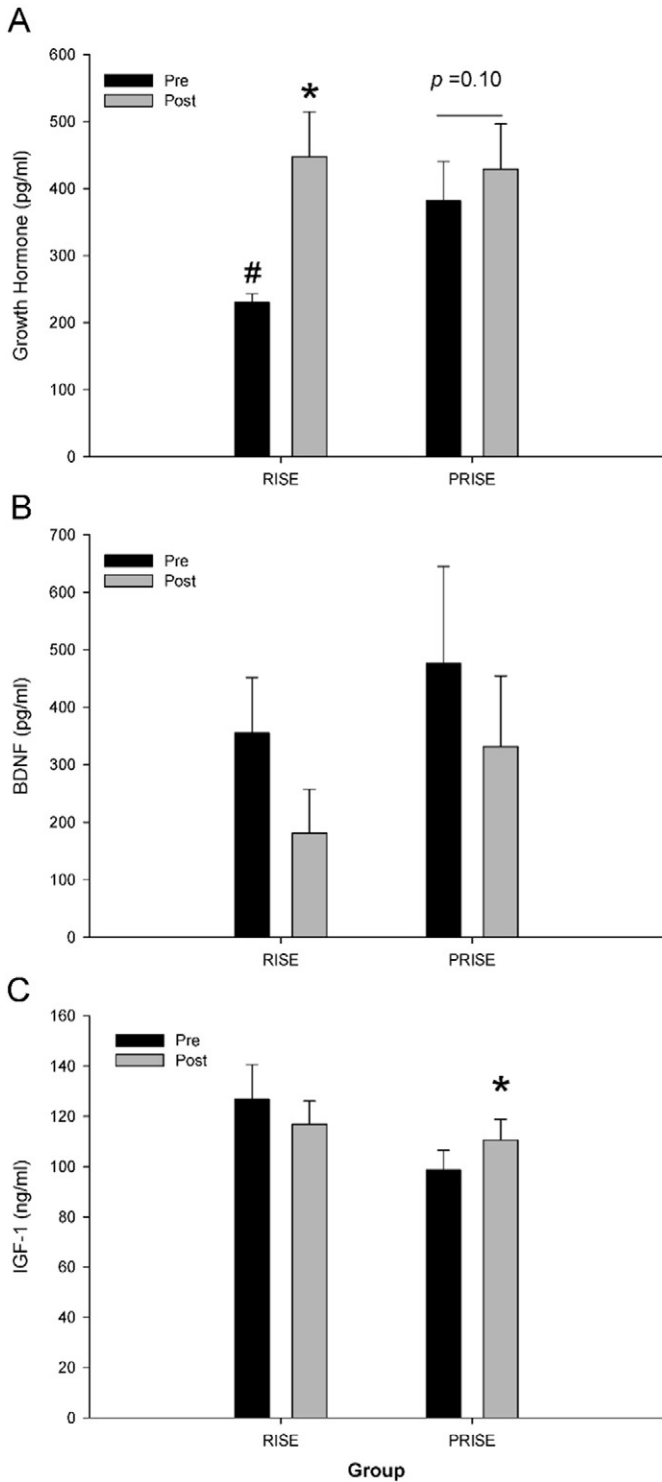 A
600
500
400
300
200
100
0
Growth Hormone (pg/ml)
Pre
Post
#
*
p =0.10
RISE
PRISE
B
700
600
500
400
300
200
100
0
BDNF (pg/ml)
Pre
Post
RISE
PRISE
C
160
140
120
100
80
60
40
20
0
IGF-1 (ng/ml)
Pre
Post
*
RISE
PRISE
Group